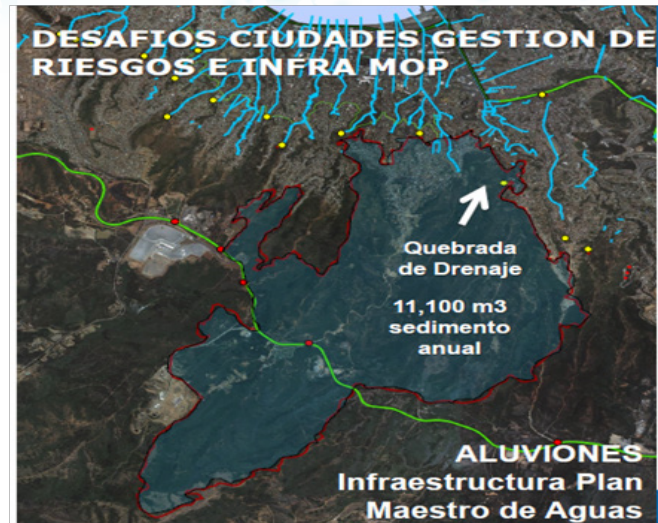 DESAFIOS CIUDADES GESTION DE
RIESGOS E INFRA MOP
Quebrada
de Drenaje
11,100 m3
sedimento
anual
ALUVIONES
Infraestructura Plan
Maestro de Aguas